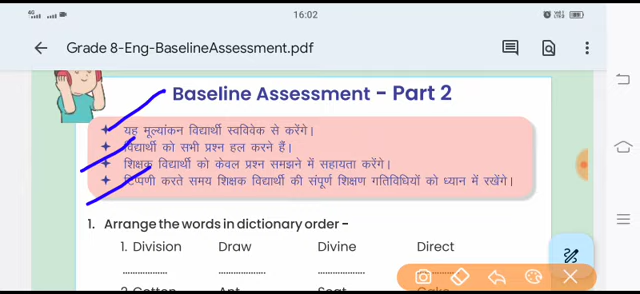 4G 16:02
Grade 8-Eng-BaselineAssessment.pdf
Baseline Assessment - Part 2
यह मूल्यांकन विद्यार्थी स्वविवेक से करेंगे।
विद्यार्थी को सभी प्रश्न हल करने हैं।
शिक्षक विद्यार्थी को केवल प्रश्न समझने में सहायता करेंगे।
टिप्पणी करते समय शिक्षक विद्यार्थी की संपूर्ण शिक्षण गतिविधियों को ध्यान में रखेंगे।
1. Arrange the words in dictionary order -
1. Division Draw Divine Direct